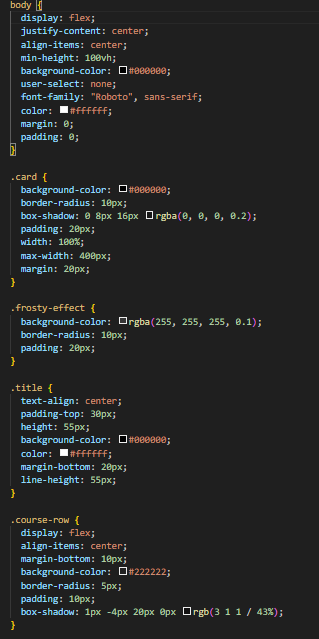 body {
display: flex;
justify-content: center;
align-items: center;
min-height: 100vh;
background-color: #000000;
user-select: none;
font-family: "Roboto", sans-serif;
color: #ffffff;
margin: 0;
padding: 0;
}
.card {
background-color: #000000;
border-radius: 10px;
box-shadow: 0 8px 16px rgba(0, 0, 0, 0.2);
padding: 20px;
width: 100%;
max-width: 400px;
margin: 20px;
}
.frosty-effect {
background-color: rgba(255, 255, 255, 0.1);
border-radius: 10px;
padding: 20px;
}
.title {
text-align: center;
padding-top: 30px;
height: 55px;
background-color: #000000;
color: #ffffff;
margin-bottom: 20px;
line-height: 55px;
}
.course-row {
display: flex;
align-items: center;
margin-bottom: 10px;
background-color: #222222;
border-radius: 5px;
padding: 10px;
box-shadow: 1px -4px 20px 0px rgb(3 1 1 / 43%);
}